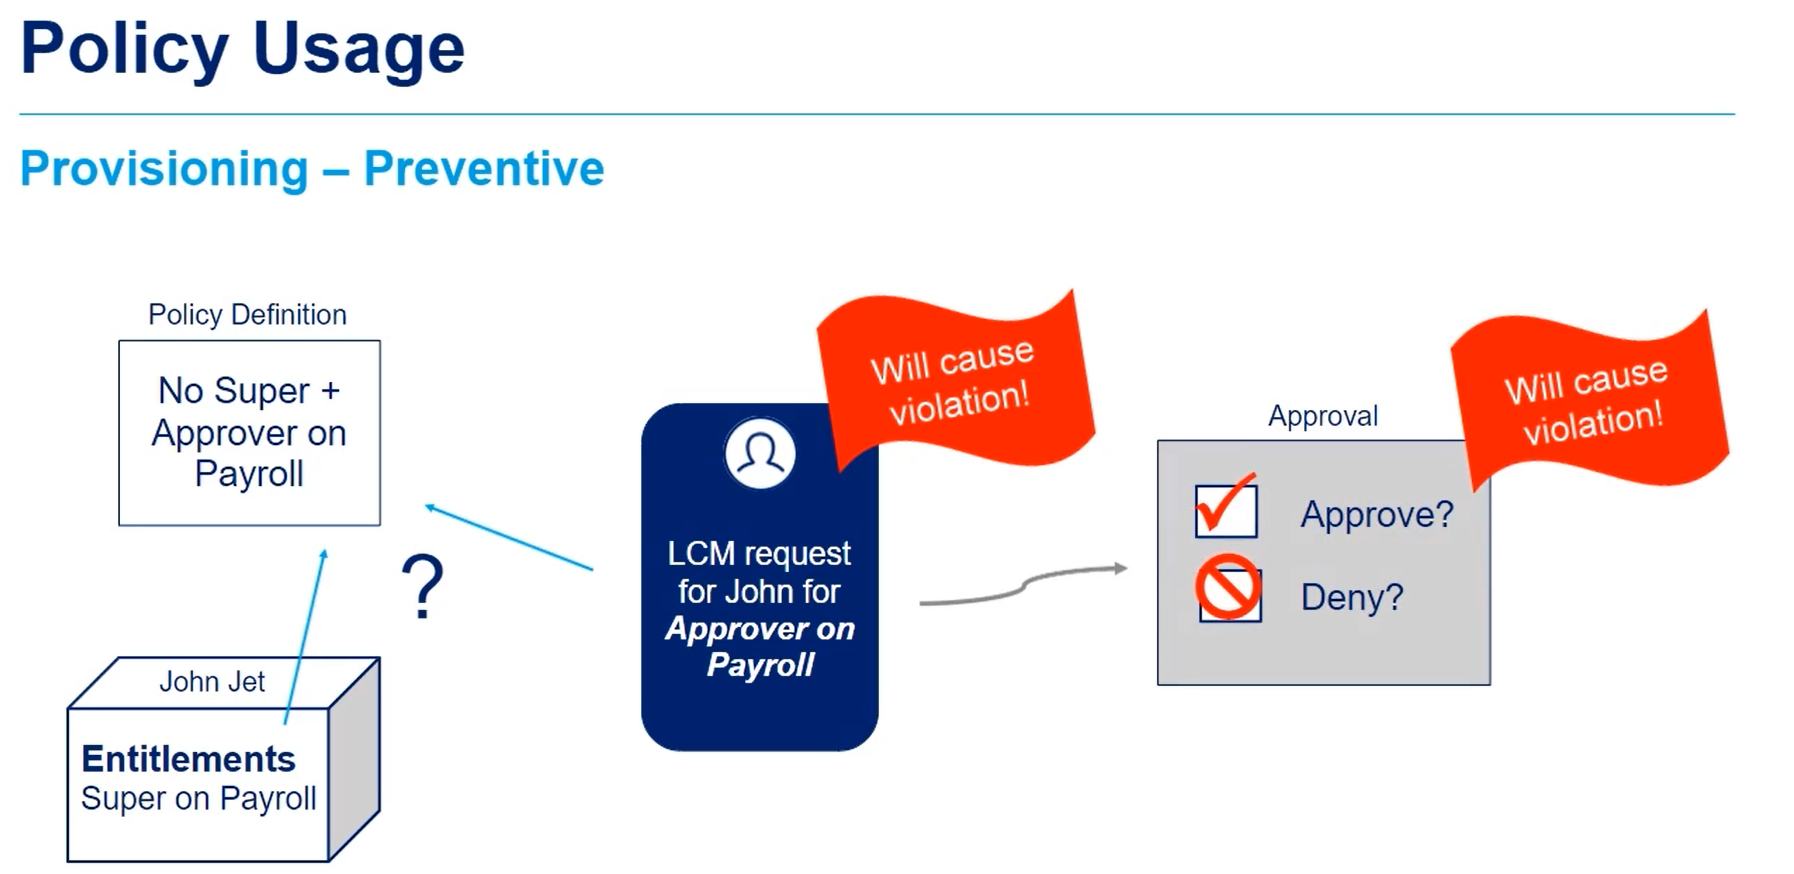 Policy Usage
Provisioning – Preventive
Policy Definition
No Super +
Approver on
Payroll
?
John Jet
Entitlements
Super on Payroll
Will cause
violation!
LCM request
for John for
Approver on
Payroll
Approval
Will cause
violation!
Approve?
Deny?